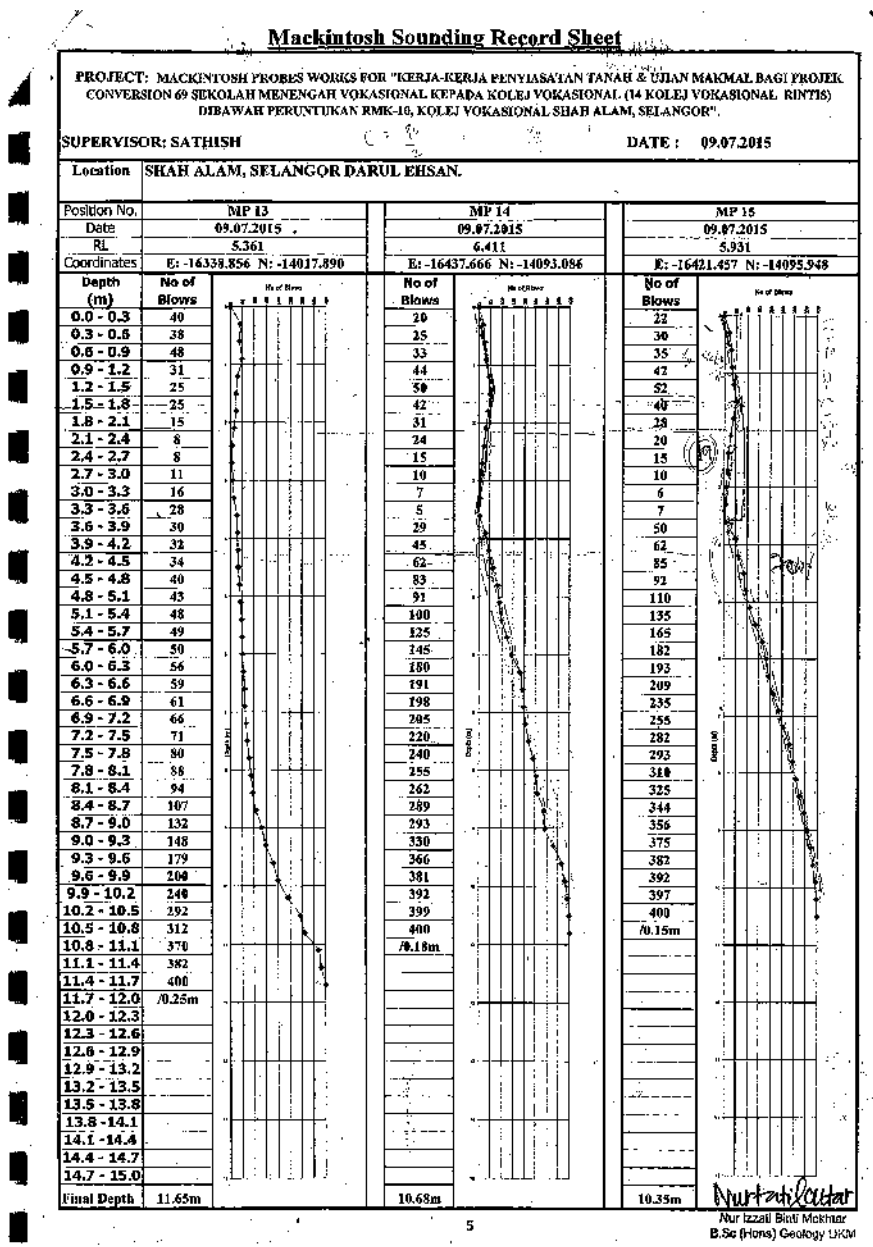 Mackintosh Sounding Record Sheet
PROJECT: MACKINTOSH PROBES WORKS FOR "KERJA-KERJA PENYIASATAN TANAH & UJIAN MAKMAL BAGI PROJEK
CONVERSION 69 SEKOLAH MENENGAH VOKASIONAL KEPADA KOLEJ VOKASIONAL (14 KOLEJ VOKASIONAL RINTIS)
DIBAWAH PERUNTUKAN RMK-10, KOLEJ VOKASIONAL SHAH ALAM, SELANGOR".
SUPERVISOR: SATHISH DATE : 09.07.2015
Location SHAH ALAM, SELANGOR DARUL EHSAN.
Position No. MP 13 MP 14 MP 15
Date 09.07.2015 09.07.2015 09.07.2015
RL 5.361 6.411 5.931
Coordinates E: -16338.856 N: -14017.890 E: -16437.666 N: -14093.086 E: -16421.457 N: -14095.948
Depth No of No of Blows No of No of Blows No of No of Blows
(m) Blows Blows Blows
0.0 - 0.3 40 20 22
0.3 - 0.6 38 25 30
0.6 - 0.9 48 33 35
0.9 - 1.2 31 44 42
1.2 - 1.5 25 50 52
1.5 - 1.8 25 42 40
1.8 - 2.1 15 31 28
2.1 - 2.4 8 24 20
2.4 - 2.7 8 15 15
2.7 - 3.0 11 10 10
3.0 - 3.3 16 7 6
3.3 - 3.6 28 5 7
3.6 - 3.9 30 29 50
3.9 - 4.2 32 45 62
4.2 - 4.5 34 62 85
4.5 - 4.8 40 83 92
4.8 - 5.1 43 91 110
5.1 - 5.4 48 100 135
5.4 - 5.7 49 125 165
5.7 - 6.0 50 145 182
6.0 - 6.3 56 180 193
6.3 - 6.6 59 191 209
6.6 - 6.9 61 198 235
6.9 - 7.2 66 205 255
7.2 - 7.5 71 220 282
7.5 - 7.8 80 240 293
7.8 - 8.1 88 255 310
8.1 - 8.4 94 262 325
8.4 - 8.7 107 289 344
8.7 - 9.0 132 293 356
9.0 - 9.3 148 330 375
9.3 - 9.6 179 366 382
9.6 - 9.9 200 381 392
9.9 - 10.2 240 392 397
10.2 - 10.5 292 399 400
10.5 - 10.8 312 400 /0.15m
10.8 - 11.1 370 /0.18m
11.1 - 11.4 382
11.4 - 11.7 400
11.7 - 12.0 /0.25m
12.0 - 12.3
12.3 - 12.6
12.6 - 12.9
12.9 - 13.2
13.2 - 13.5
13.5 - 13.8
13.8 -14.1
14.1 -14.4
14.4 - 14.7
14.7 - 15.0
Final Depth 11.65m 10.68m 10.35m
Nur Izzati Binti Mokhtar
B.Sc (Hons) Geology UKM
5